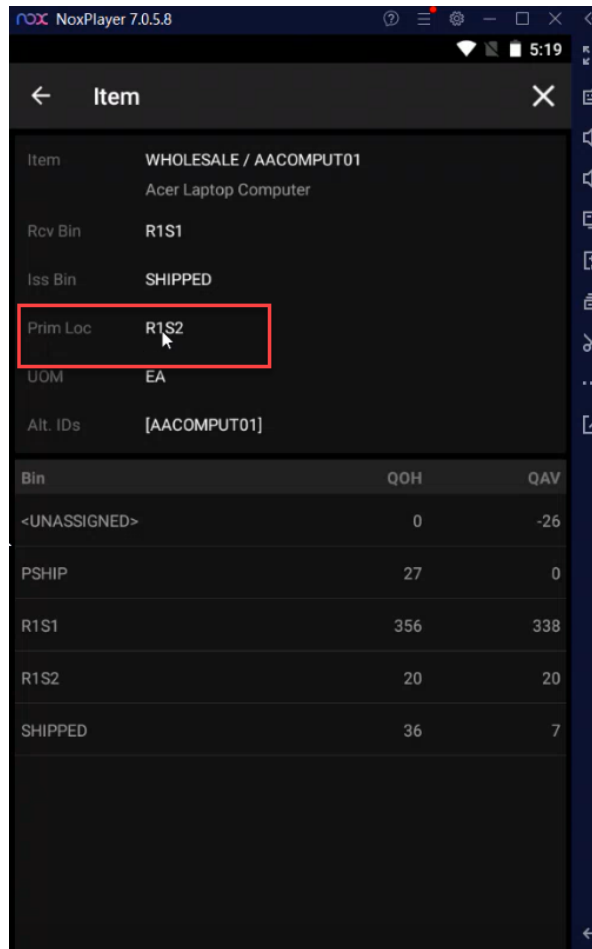 nox NoxPlayer 7.0.5.8
5:19
Item
Item WHOLESALE / AACOMPUT01
Acer Laptop Computer
Rcv Bin R1S1
Iss Bin SHIPPED
Prim Loc R1S2
UOM EA
Alt. IDs [AACOMPUT01]
Bin QOH QAV
<UNASSIGNED> 0 -26
PSHIP 27 0
R1S1 356 338
R1S2 20 20
SHIPPED 36 7